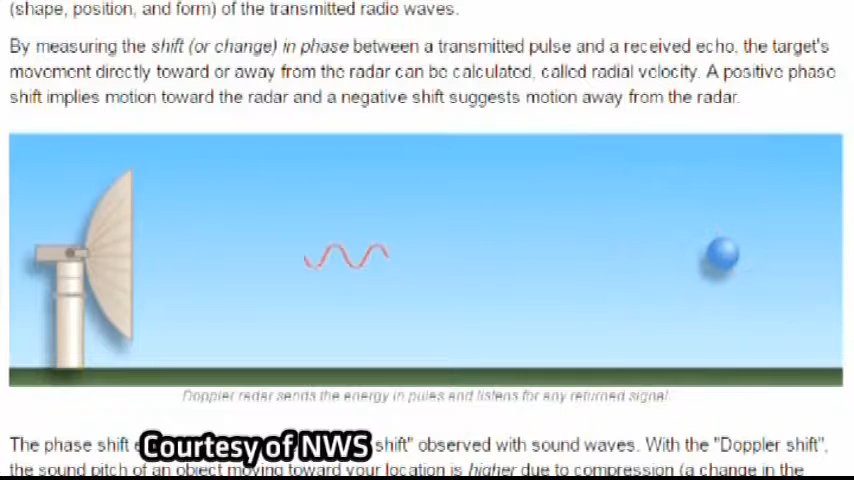 (shape, position, and form) of the transmitted radio waves.
By measuring the shift (or change) in phase between a transmitted pulse and a received echo, the target's
movement directly toward or away from the radar can be calculated, called radial velocity. A positive phase
shift implies motion toward the radar and a negative shift suggests motion away from the radar.
Doppler radar sends the energy in pules and listens for any returned signal.
The phase shift
Courtesy of NWS
shift" observed with sound waves. With the "Doppler shift",
the sound pitch of an object moving toward your location is higher due to compression (a change in the